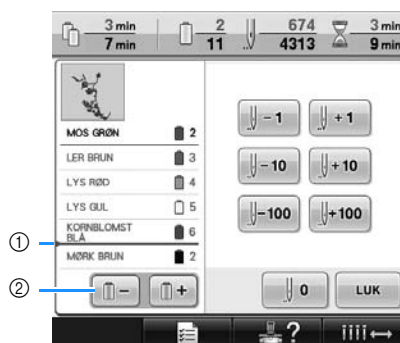 3 min
7 min
2
11
674
4313
3 min
9 min
MOS GRØN 2
LER BRUN 3
LYS RØD 4
LYS GUL 5
KORNBLOMST
BLÅ 6
MØRK BRUN 2
-1
+1
-10
+10
-100
+100
①
②
-
+
0
LUK
?